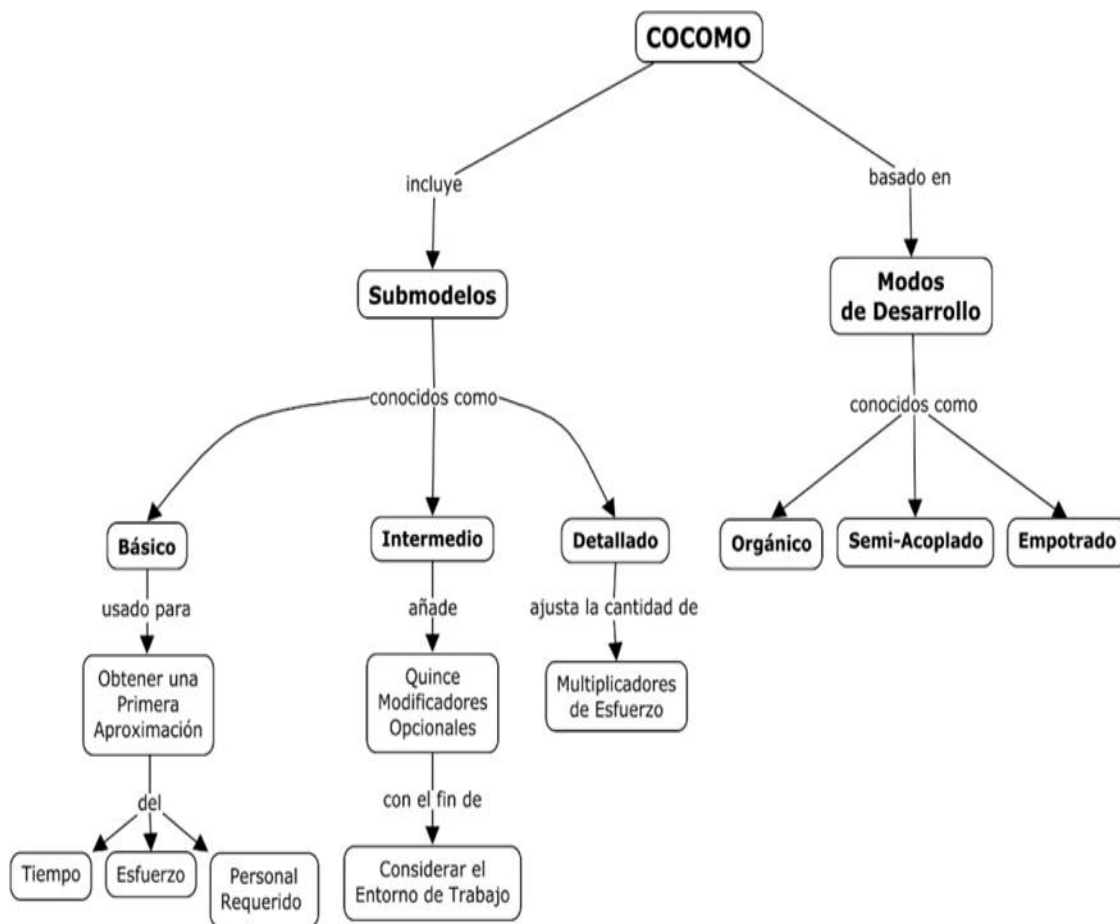 COCOMO
incluye
basado en
Submodelos
Modos
de Desarrollo
conocidos como
conocidos como
Básico
Intermedio
Detallado
Orgánico
Semi-Acoplado
Empotrado
usado para
añade
ajusta la cantidad de
Obtener una
Primera
Aproximación
Quince
Modificadores
Opcionales
Multiplicadores
de Esfuerzo
del
con el fin de
Tiempo
Esfuerzo
Personal
Requerido
Considerar el
Entorno de Trabajo